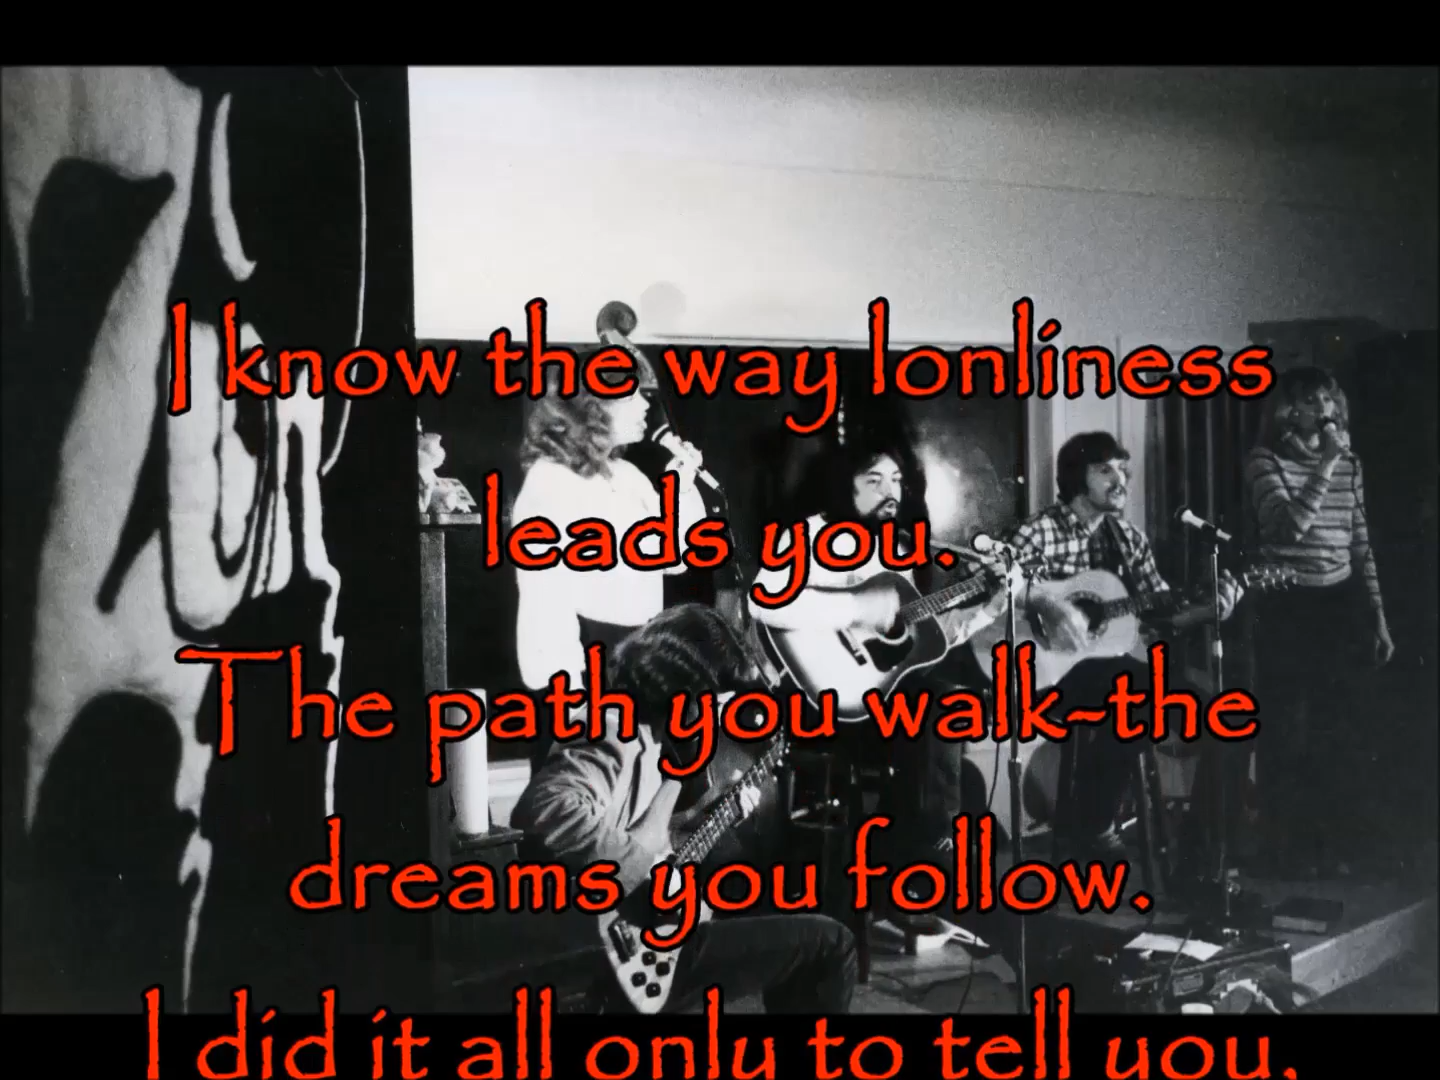 I know the way lonliness
leads you.
The path you walk-the
dreams you follow.
I did it all only to tell you,